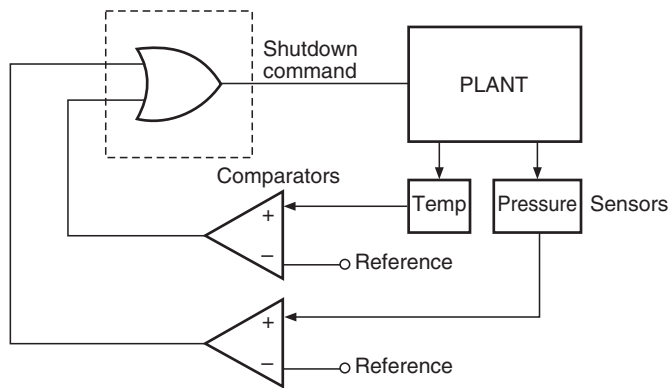 Shutdown
command
PLANT
Comparators
Temp
Pressure
Sensors
+
–
Reference
+
–
Reference